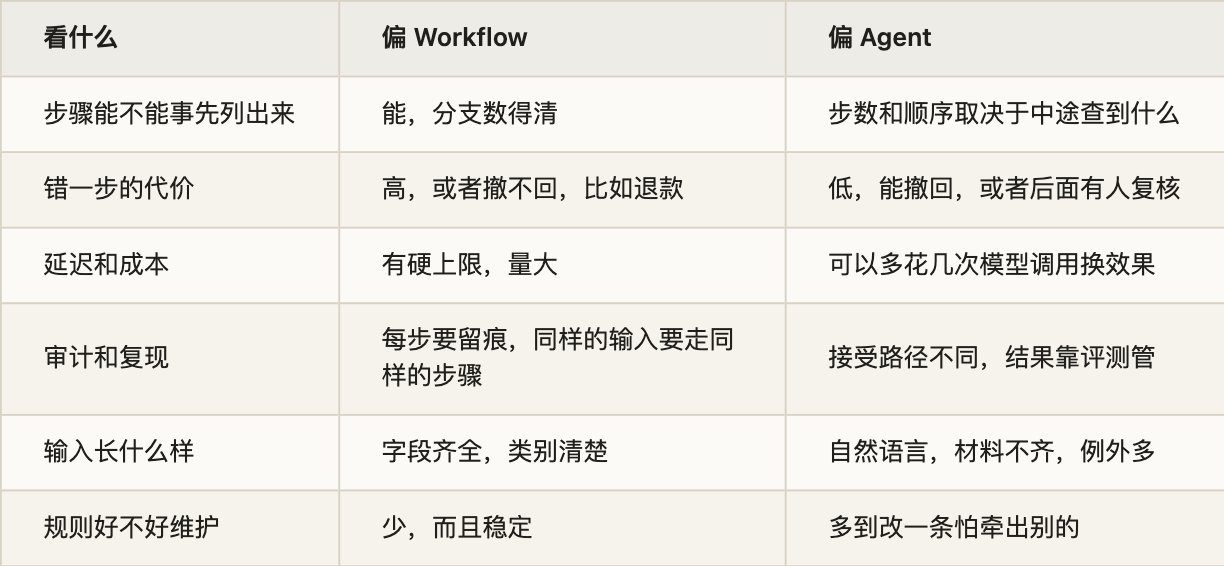 看什么
偏 Workflow
偏 Agent
步骤能不能事先列出来
能，分支数得清
步数和顺序取决于中途查到什么
错一步的代价
高，或者撤不回，比如退款
低，能撤回，或者后面有人复核
延迟和成本
有硬上限，量大
可以多花几次模型调用换效果
审计和复现
每步要留痕，同样的输入要走同
样的步骤
接受路径不同，结果靠评测管
输入长什么样
字段齐全，类别清楚
自然语言，材料不齐，例外多
规则好不好维护
少，而且稳定
多到改一条怕牵出别的